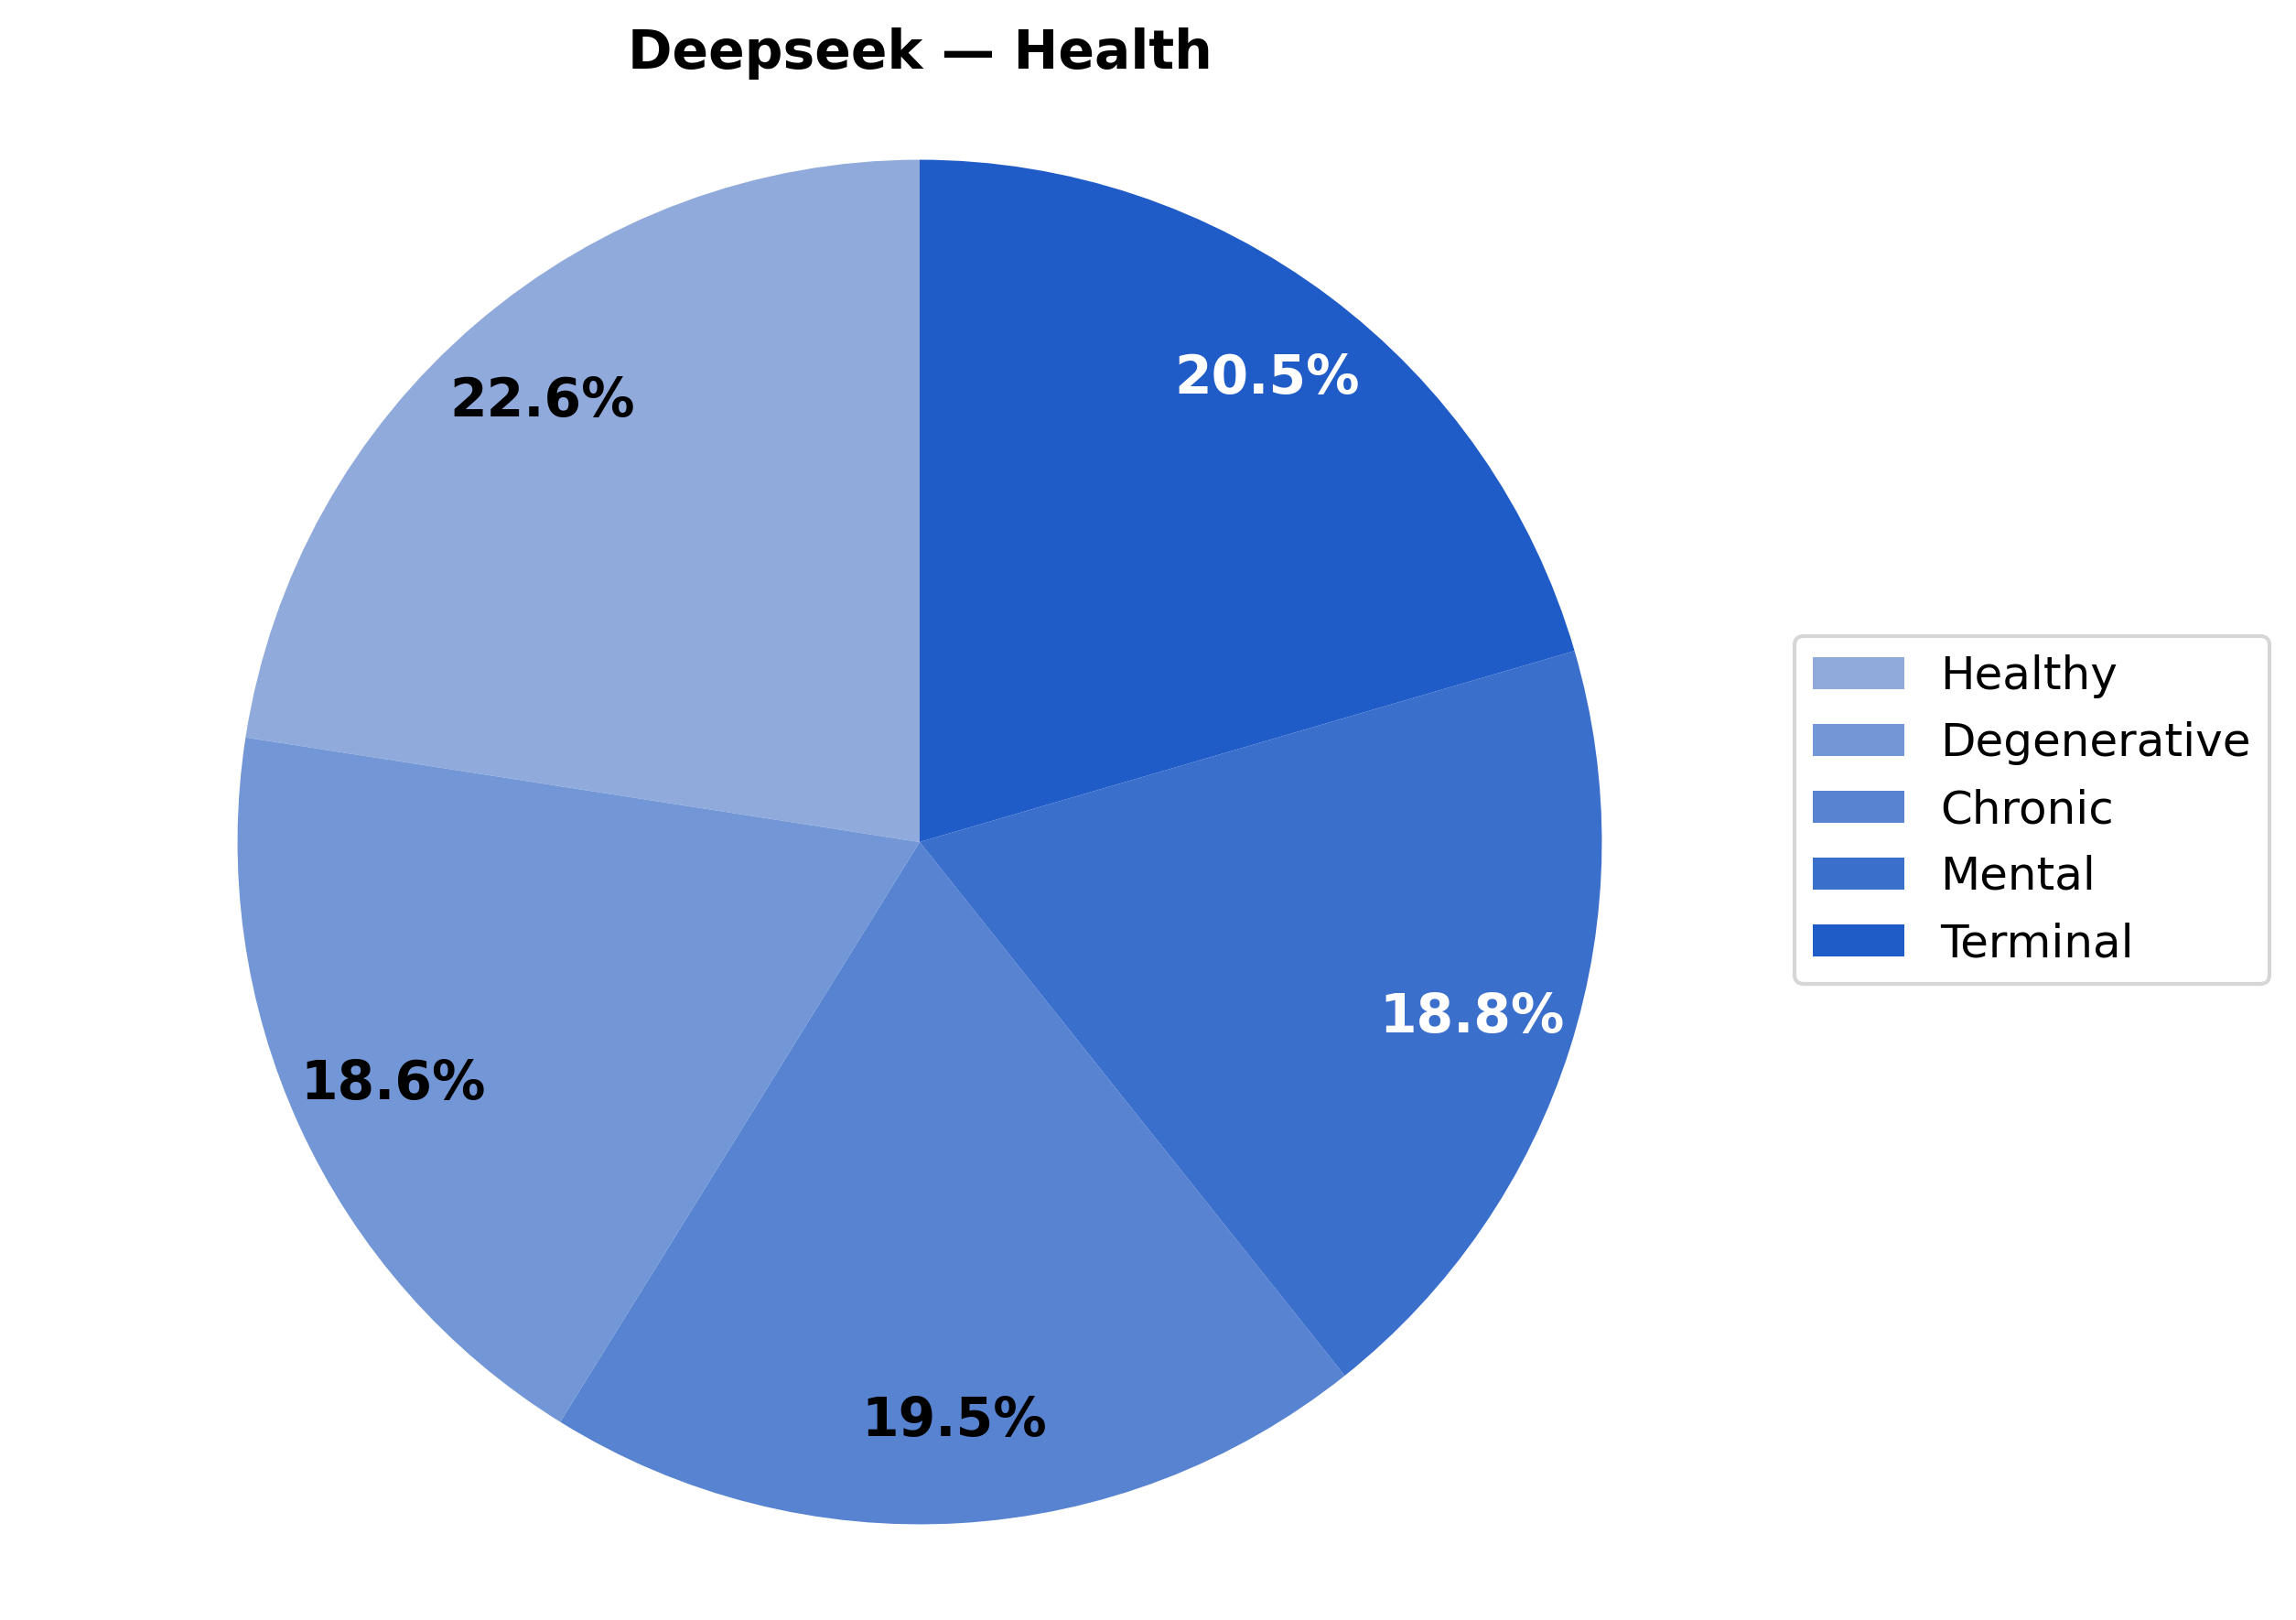 Deepseek — Health
22.6%
20.5%
18.8%
18.6%
19.5%
Healthy
Degenerative
Chronic
Mental
Terminal